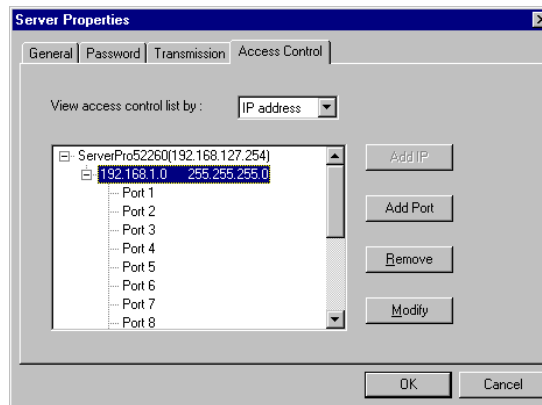 Server Properties
General Password Transmission Access Control
View access control list by : IP address
ServerPro52260(192.168.127.254)
192.168.1.0 255.255.255.0
Port 1
Port 2
Port 3
Port 4
Port 5
Port 6
Port 7
Port 8
Add IP
Add Port
Remove
Modify
OK Cancel